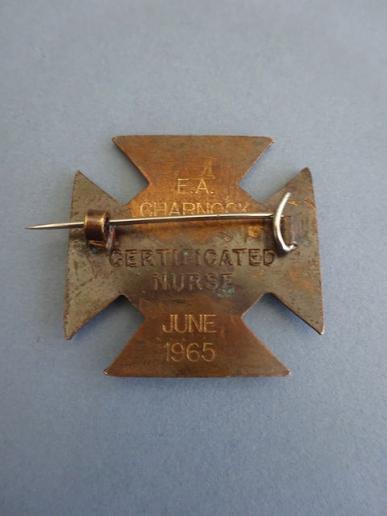 E.A.
CHARNOCK
CERTIFICATED
NURSE
JUNE
1965